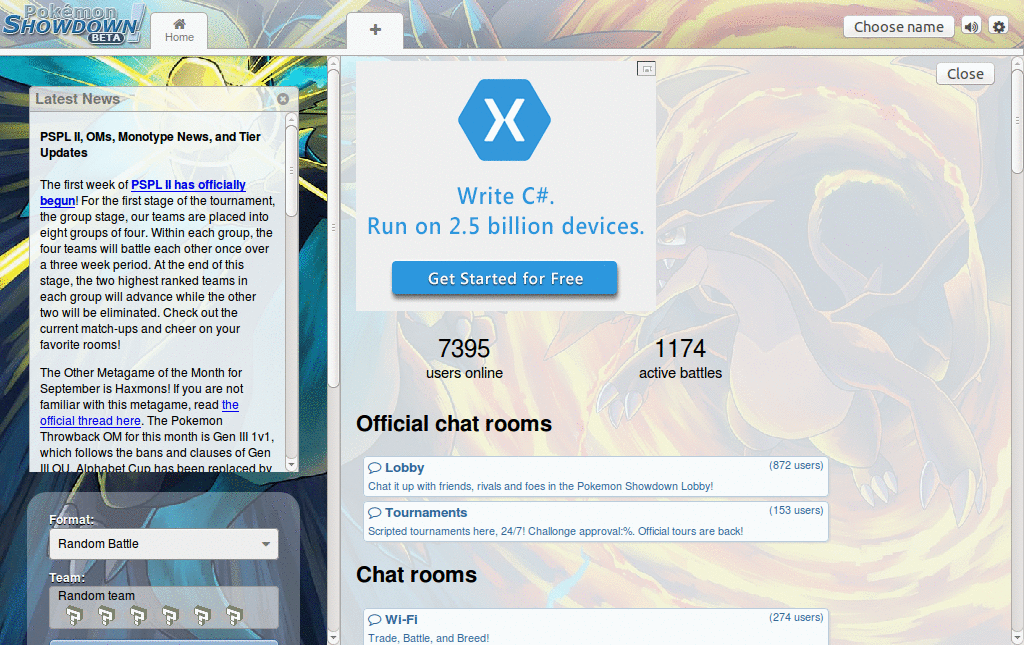 Pokémon
SHOWDOWN!
BETA
Home
+
Choose name
Close
Latest News
PSPL II, OMs, Monotype News, and Tier
Updates
The first week of PSPL II has officially
begun! For the first stage of the tournament,
the group stage, our teams are placed into
eight groups of four. Within each group, the
four teams will battle each other once over
a three week period. At the end of this
stage, the two highest ranked teams in
each group will advance while the other
two will be eliminated. Check out the
current match-ups and cheer on your
favorite rooms!
The Other Metagame of the Month for
September is Haxmons! If you are not
familiar with this metagame, read the
official thread here. The Pokemon
Throwback OM for this month is Gen III 1v1,
which follows the bans and clauses of Gen
III OU. Alphabet Cup has been replaced by
Format:
Random Battle
Team:
Random team
? ? ? ? ? ?
X
Write C#.
Run on 2.5 billion devices.
Get Started for Free
7395
users online
1174
active battles
Official chat rooms
Lobby
(872 users)
Chat it up with friends, rivals and foes in the Pokemon Showdown Lobby!
Tournaments
(153 users)
Scripted tournaments here, 24/7! Challonge approval:%. Official tours are back!
Chat rooms
Wi-Fi
(274 users)
Trade, Battle, and Breed!